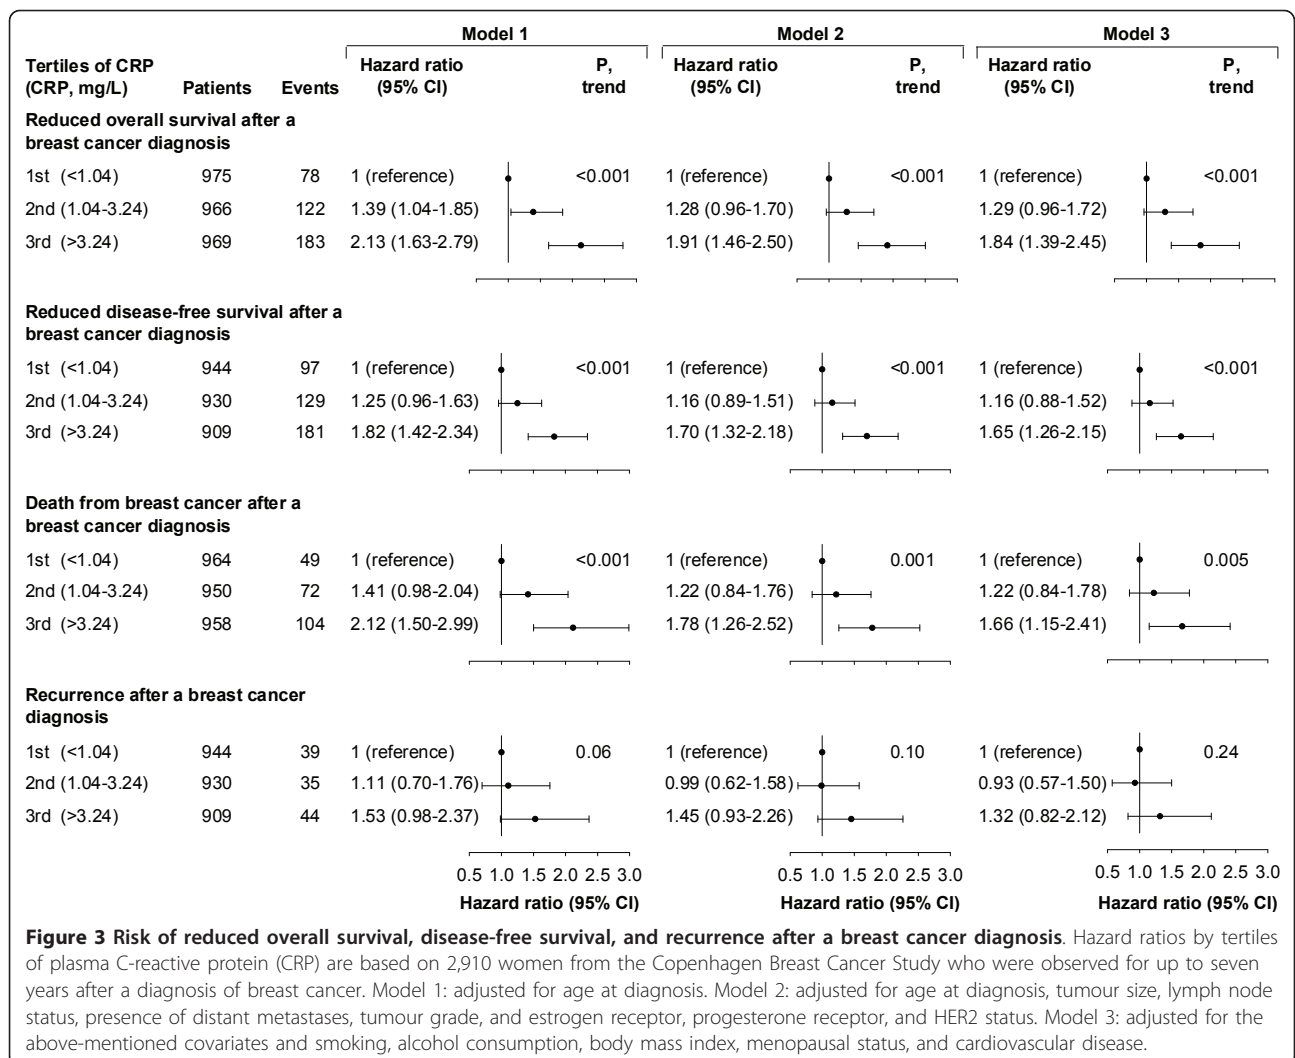 Model 1 Model 2 Model 3
Tertiles of CRP Hazard ratio P, Hazard ratio P, Hazard ratio P,
(CRP, mg/L) Patients Events (95% CI) trend (95% CI) trend (95% CI) trend
Reduced overall survival after a
breast cancer diagnosis
1st (<1.04) 975 78 1 (reference) <0.001 1 (reference) <0.001 1 (reference) <0.001
2nd (1.04-3.24) 966 122 1.39 (1.04-1.85) 1.28 (0.96-1.70) 1.29 (0.96-1.72)
3rd (>3.24) 969 183 2.13 (1.63-2.79) 1.91 (1.46-2.50) 1.84 (1.39-2.45)
Reduced disease-free survival after a
breast cancer diagnosis
1st (<1.04) 944 97 1 (reference) <0.001 1 (reference) <0.001 1 (reference) <0.001
2nd (1.04-3.24) 930 129 1.25 (0.96-1.63) 1.16 (0.89-1.51) 1.16 (0.88-1.52)
3rd (>3.24) 909 181 1.82 (1.42-2.34) 1.70 (1.32-2.18) 1.65 (1.26-2.15)
Death from breast cancer after a
breast cancer diagnosis
1st (<1.04) 964 49 1 (reference) <0.001 1 (reference) 0.001 1 (reference) 0.005
2nd (1.04-3.24) 950 72 1.41 (0.98-2.04) 1.22 (0.84-1.76) 1.22 (0.84-1.78)
3rd (>3.24) 958 104 2.12 (1.50-2.99) 1.78 (1.26-2.52) 1.66 (1.15-2.41)
Recurrence after a breast cancer
diagnosis
1st (<1.04) 944 39 1 (reference) 0.06 1 (reference) 0.10 1 (reference) 0.24
2nd (1.04-3.24) 930 35 1.11 (0.70-1.76) 0.99 (0.62-1.58) 0.93 (0.57-1.50)
3rd (>3.24) 909 44 1.53 (0.98-2.37) 1.45 (0.93-2.26) 1.32 (0.82-2.12)
0.5 1.0 1.5 2.0 2.5 3.0 0.5 1.0 1.5 2.0 2.5 3.0 0.5 1.0 1.5 2.0 2.5 3.0
Hazard ratio (95% CI) Hazard ratio (95% CI) Hazard ratio (95% CI)
Figure 3 Risk of reduced overall survival, disease-free survival, and recurrence after a breast cancer diagnosis. Hazard ratios by tertiles
of plasma C-reactive protein (CRP) are based on 2,910 women from the Copenhagen Breast Cancer Study who were observed for up to seven
years after a diagnosis of breast cancer. Model 1: adjusted for age at diagnosis. Model 2: adjusted for age at diagnosis, tumour size, lymph node
status, presence of distant metastases, tumour grade, and estrogen receptor, progesterone receptor, and HER2 status. Model 3: adjusted for the
above-mentioned covariates and smoking, alcohol consumption, body mass index, menopausal status, and cardiovascular disease.